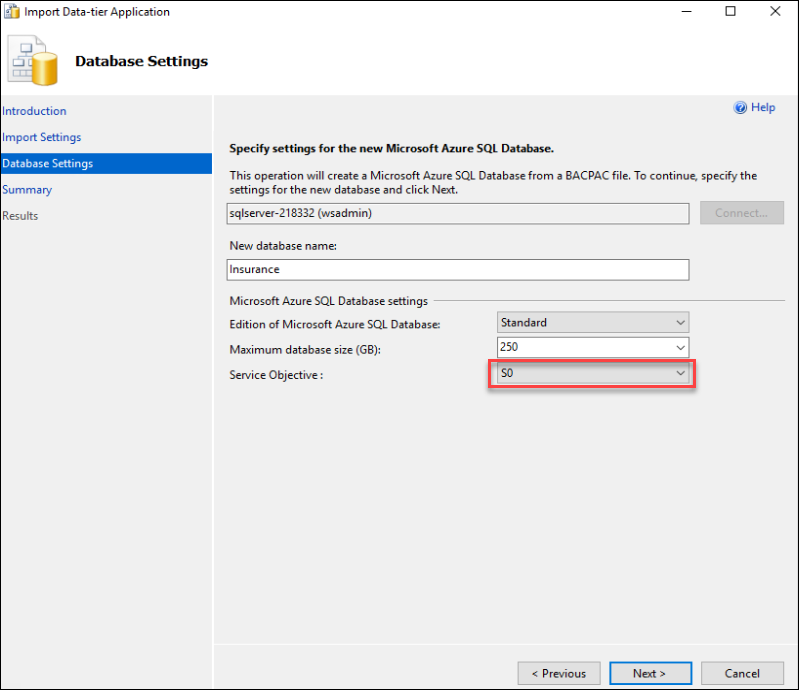 Import Data-tier Application
Database Settings
Introduction
Import Settings
Database Settings
Summary
Results
Help
Specify settings for the new Microsoft Azure SQL Database.
This operation will create a Microsoft Azure SQL Database from a BACPAC file. To continue, specify the
settings for the new database and click Next.
sqlserver-218332 (wsadmin)
Connect...
New database name:
Insurance
Microsoft Azure SQL Database settings
Edition of Microsoft Azure SQL Database:
Standard
Maximum database size (GB):
250
Service Objective :
S0
< Previous
Next >
Cancel